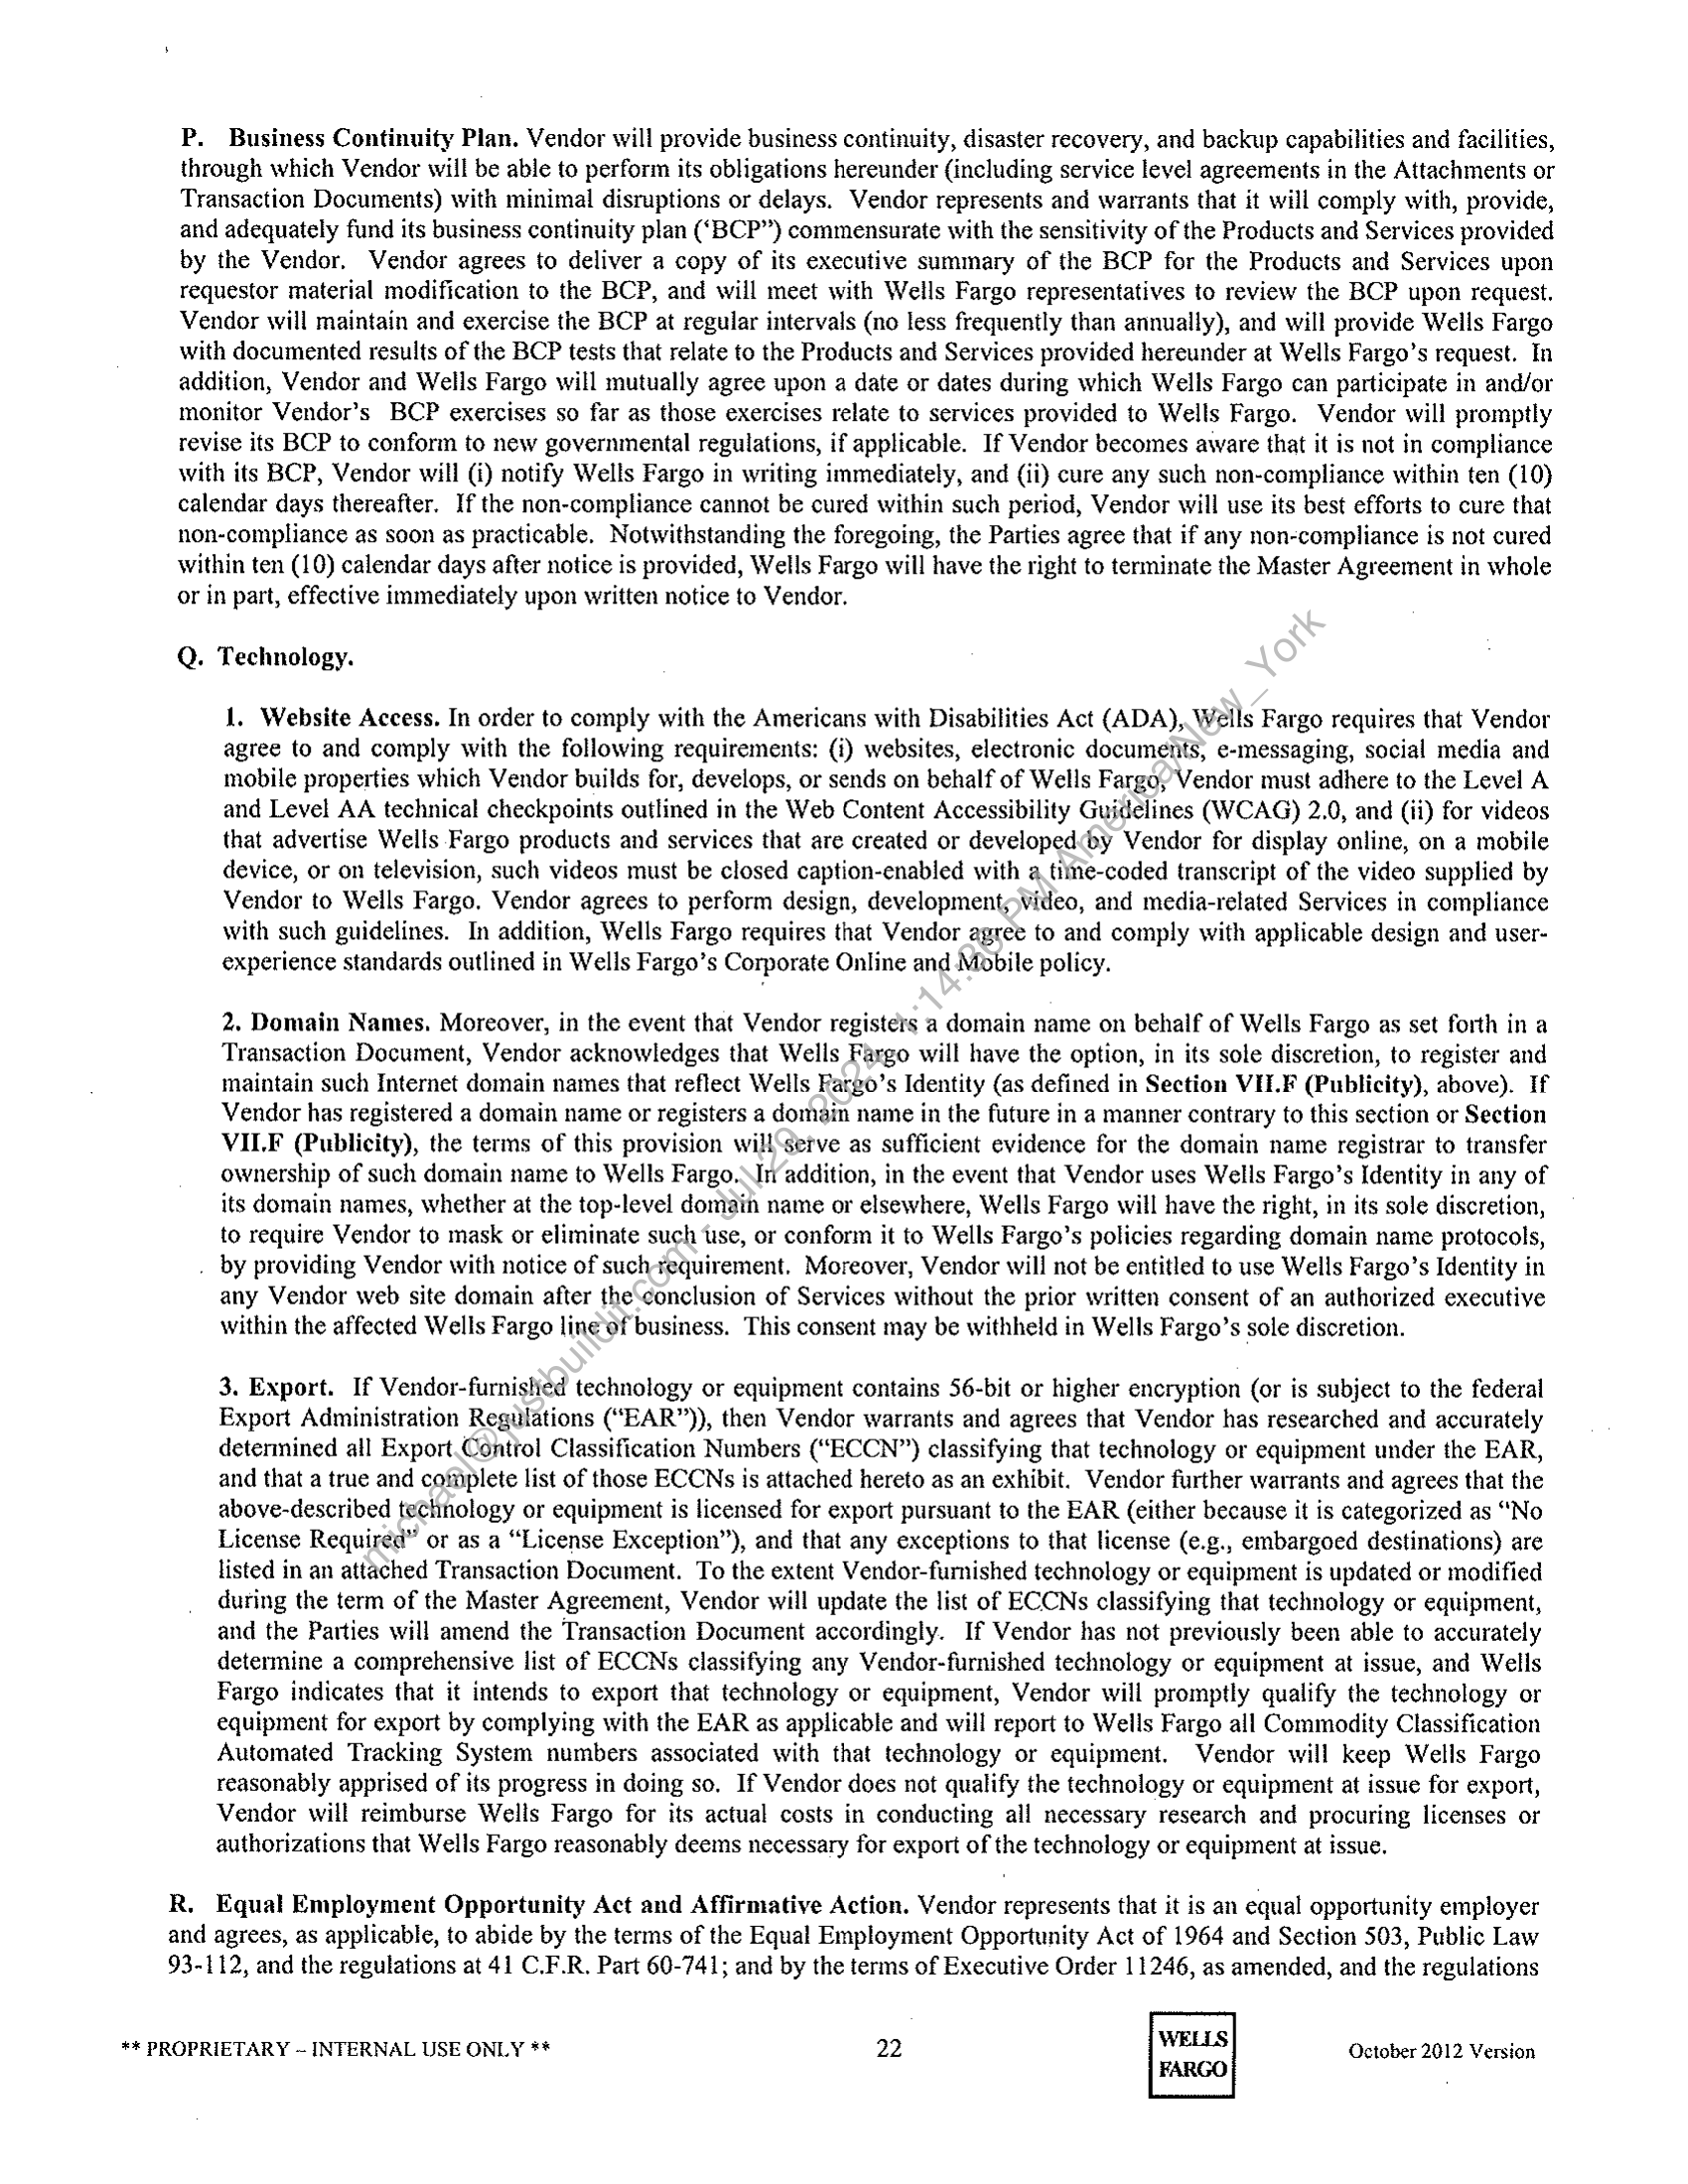 P. Business Continuity Plan. Vendor will provide business continuity, disaster recovery, and backup capabilities and facilities,
through which Vendor will be able to perform its obligations hereunder (including service level agreements in the Attachments or
Transaction Documents) with minimal disruptions or delays. Vendor represents and warrants that it will comply with, provide,
and adequately fund its business continuity plan (‘BCP”) commensurate with the sensitivity of the Products and Services provided
by the Vendor. Vendor agrees to deliver a copy of its executive summary of the BCP for the Products and Services upon
requestor material modification to the BCP, and will meet with Wells Fargo representatives to review the BCP upon request.
Vendor will maintain and exercise the BCP at regular intervals (no less frequently than annually), and will provide Wells Fargo
with documented results of the BCP tests that relate to the Products and Services provided hereunder at Wells Fargo’s request. In
addition, Vendor and Wells Fargo will mutually agree upon a date or dates during which Wells Fargo can participate in and/or
monitor Vendor’s BCP exercises so far as those exercises relate to services provided to Wells Fargo. Vendor will promptly
revise its BCP to conform to new governmental regulations, if applicable. If Vendor becomes aware that it is not in compliance
with its BCP, Vendor will (i) notify Wells Fargo in writing immediately, and (ii) cure any such non-compliance within ten (10)
calendar days thereafter. If the non-compliance cannot be cured within such period, Vendor will use its best efforts to cure that
non-compliance as soon as practicable. Notwithstanding the foregoing, the Parties agree that if any non-compliance is not cured
within ten (10) calendar days after notice is provided, Wells Fargo will have the right to terminate the Master Agreement in whole
or in part, effective immediately upon written notice to Vendor.
Q. Technology.
1. Website Access. In order to comply with the Americans with Disabilities Act (ADA), Wells Fargo requires that Vendor
agree to and comply with the following requirements: (i) websites, electronic documents, e-messaging, social media and
mobile properties which Vendor builds for, develops, or sends on behalf of Wells Fargo, Vendor must adhere to the Level A
and Level AA technical checkpoints outlined in the Web Content Accessibility Guidelines (WCAG) 2.0, and (ii) for videos
that advertise Wells Fargo products and services that are created or developed by Vendor for display online, on a mobile
device, or on television, such videos must be closed caption-enabled with a time-coded transcript of the video supplied by
Vendor to Wells Fargo. Vendor agrees to perform design, development, video, and media-related Services in compliance
with such guidelines. In addition, Wells Fargo requires that Vendor agree to and comply with applicable design and user-
experience standards outlined in Wells Fargo’s Corporate Online and Mobile policy.
2. Domain Names. Moreover, in the event that Vendor registers a domain name on behalf of Wells Fargo as set forth in a
Transaction Document, Vendor acknowledges that Wells Fargo will have the option, in its sole discretion, to register and
maintain such Internet domain names that reflect Wells Fargo’s Identity (as defined in Section VII.F (Publicity), above). If
Vendor has registered a domain name or registers a domain name in the future in a manner contrary to this section or Section
VII.F (Publicity), the terms of this provision will serve as sufficient evidence for the domain name registrar to transfer
ownership of such domain name to Wells Fargo. In addition, in the event that Vendor uses Wells Fargo’s Identity in any of
its domain names, whether at the top-level domain name or elsewhere, Wells Fargo will have the right, in its sole discretion,
to require Vendor to mask or eliminate such use, or conform it to Wells Fargo’s policies regarding domain name protocols,
by providing Vendor with notice of such requirement. Moreover, Vendor will not be entitled to use Wells Fargo’s Identity in
any Vendor web site domain after the conclusion of Services without the prior written consent of an authorized executive
within the affected Wells Fargo line of business. This consent may be withheld in Wells Fargo’s sole discretion.
3. Export. If Vendor-furnished technology or equipment contains 56-bit or higher encryption (or is subject to the federal
Export Administration Regulations (“EAR”)), then Vendor warrants and agrees that Vendor has researched and accurately
determined all Export Control Classification Numbers (“ECCN”) classifying that technology or equipment under the EAR,
and that a true and complete list of those ECCNs is attached hereto as an exhibit. Vendor further warrants and agrees that the
above-described technology or equipment is licensed for export pursuant to the EAR (either because it is categorized as “No
License Required” or as a “License Exception”), and that any exceptions to that license (e.g., embargoed destinations) are
listed in an attached Transaction Document. To the extent Vendor-furnished technology or equipment is updated or modified
during the term of the Master Agreement, Vendor will update the list of ECCNs classifying that technology or equipment,
and the Parties will amend the Transaction Document accordingly. If Vendor has not previously been able to accurately
determine a comprehensive list of ECCNs classifying any Vendor-furnished technology or equipment at issue, and Wells
Fargo indicates that it intends to export that technology or equipment, Vendor will promptly qualify the technology or
equipment for export by complying with the EAR as applicable and will report to Wells Fargo all Commodity Classification
Automated Tracking System numbers associated with that technology or equipment. Vendor will keep Wells Fargo
reasonably apprised of its progress in doing so. If Vendor does not qualify the technology or equipment at issue for export,
Vendor will reimburse Wells Fargo for its actual costs in conducting all necessary research and procuring licenses or
authorizations that Wells Fargo reasonably deems necessary for export of the technology or equipment at issue.
R. Equal Employment Opportunity Act and Affirmative Action. Vendor represents that it is an equal opportunity employer
and agrees, as applicable, to abide by the terms of the Equal Employment Opportunity Act of 1964 and Section 503, Public Law
93-112, and the regulations at 41 C.F.R. Part 60-741; and by the terms of Executive Order 11246, as amended, and the regulations
** PROPRIETARY – INTERNAL USE ONLY **
22
WELLS
FARGO
October 2012 Version
michael@justbuildit.com - Jul 29, 2024, 1:14:36 PM America/New_York